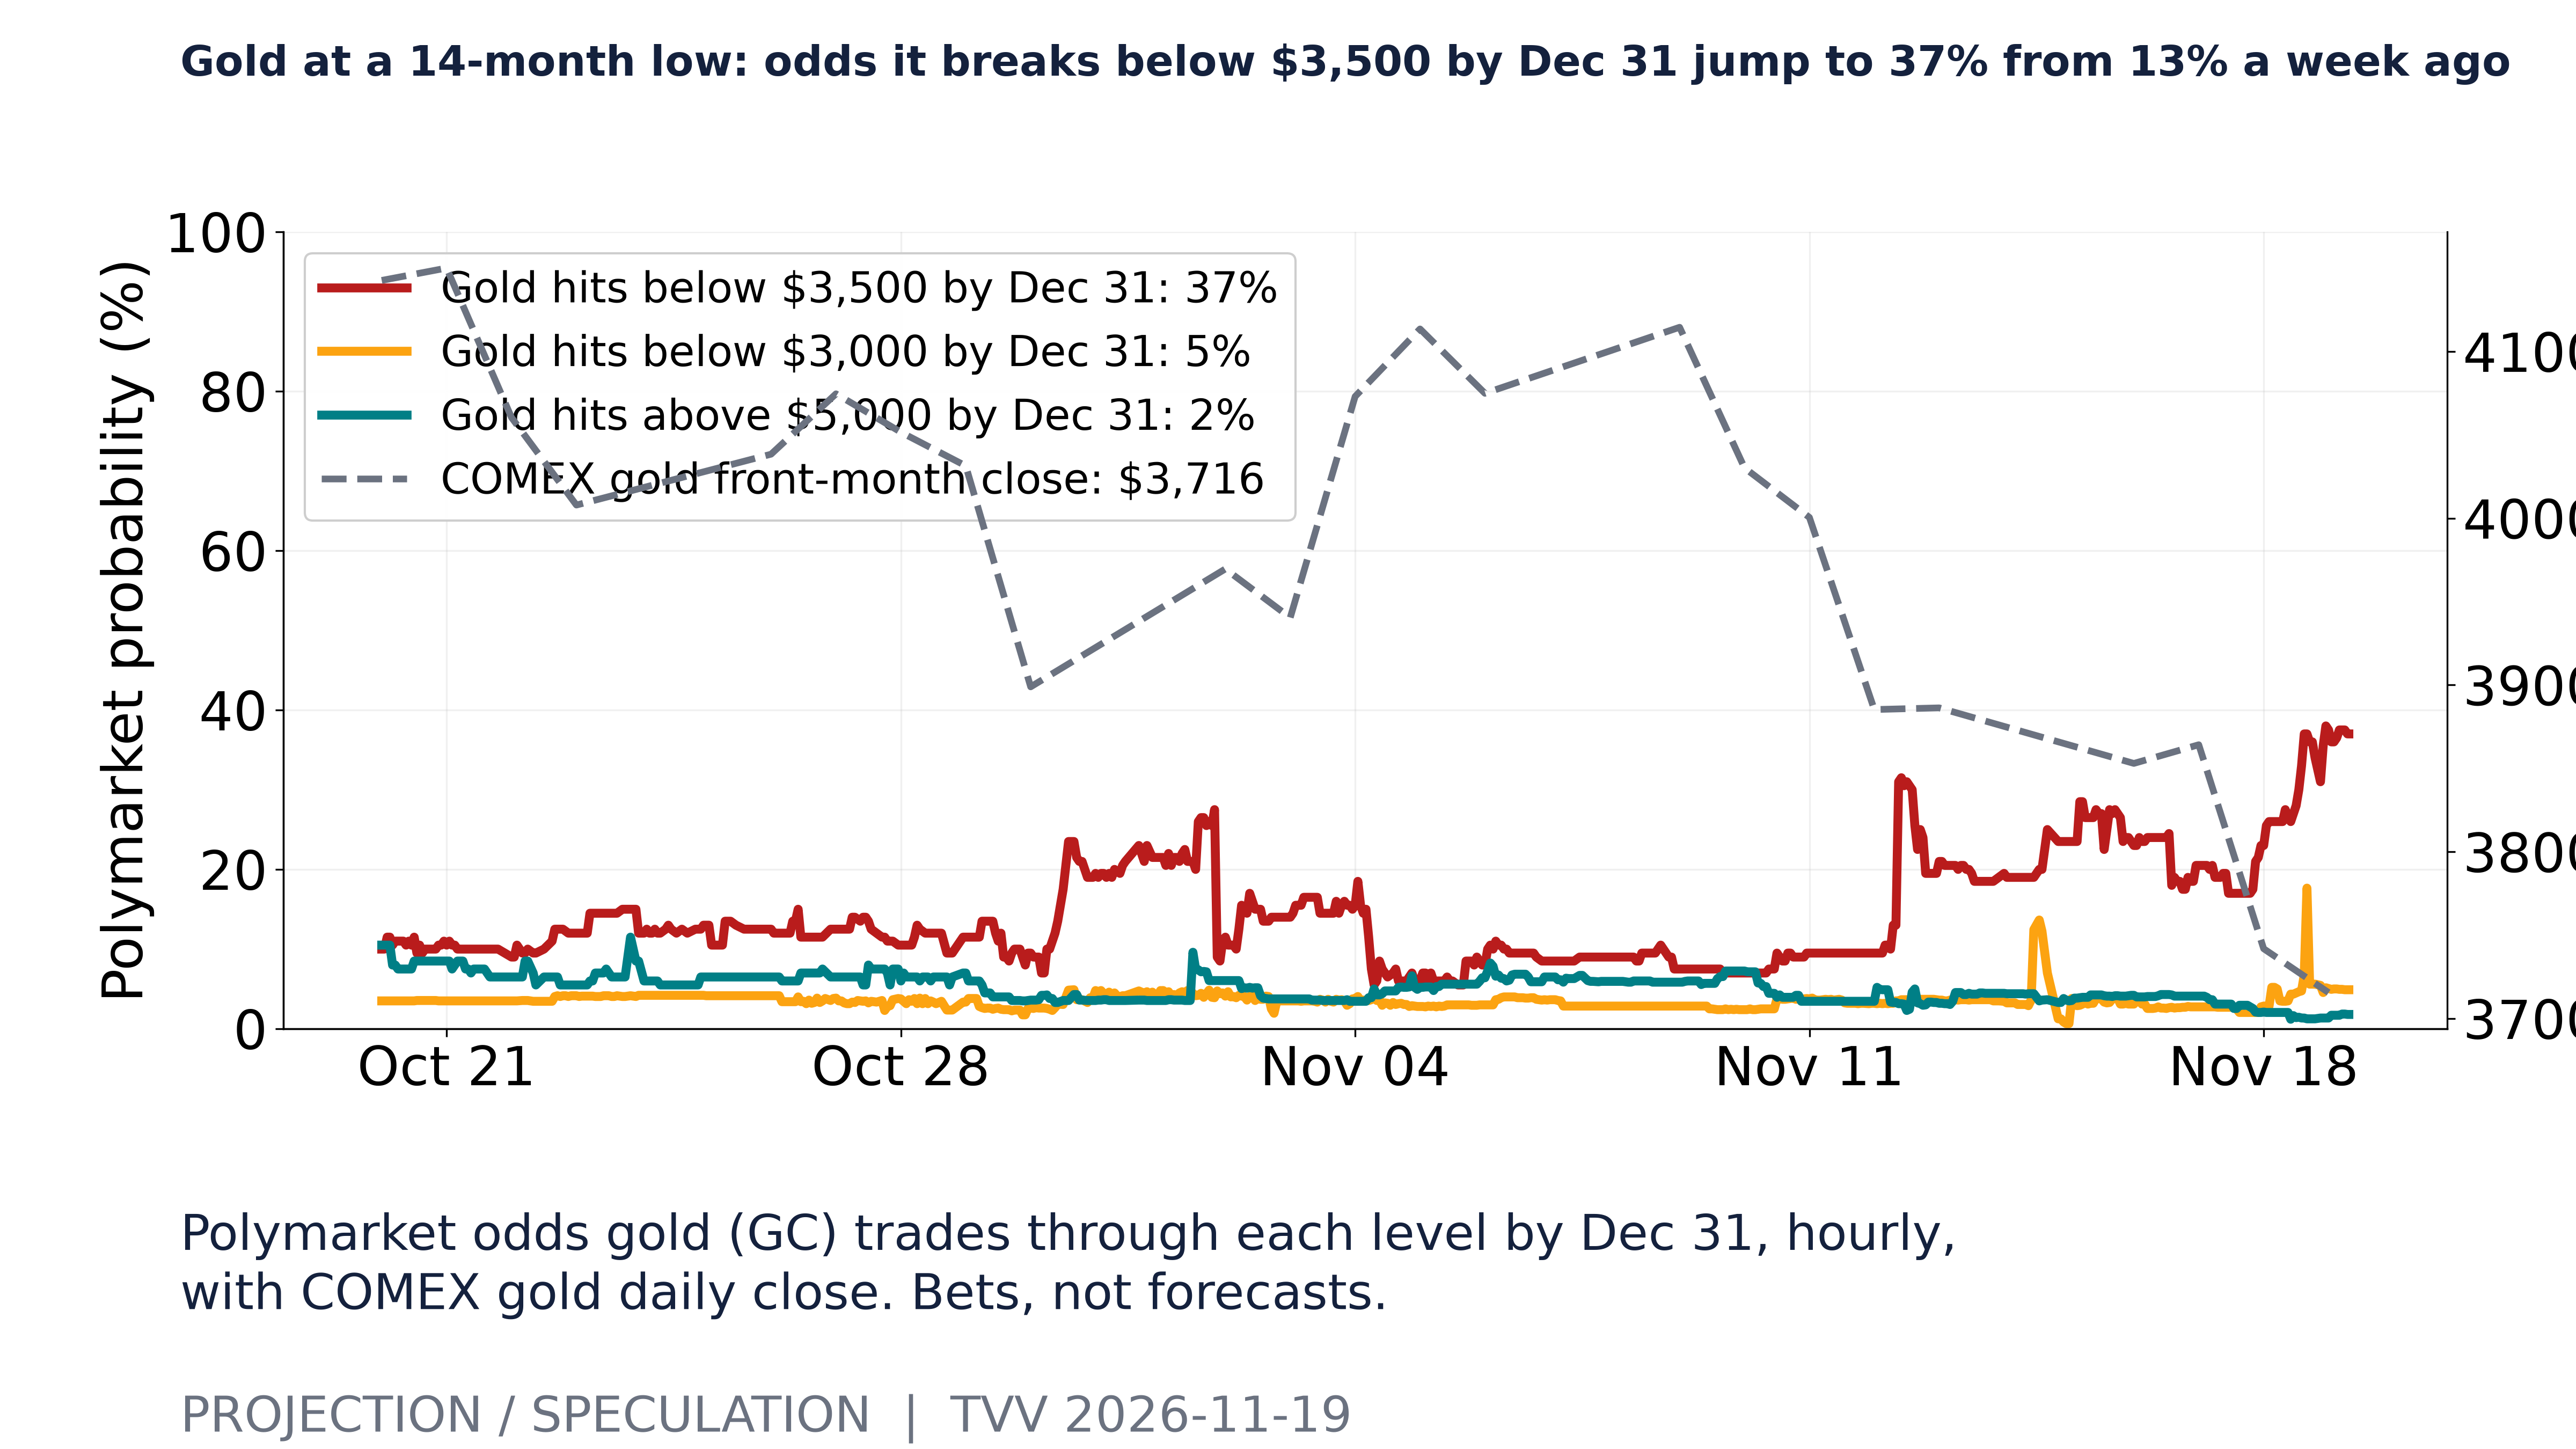 Gold at a 14-month low: odds it breaks below $3,500 by Dec 31 jump to 37% from 13% a week ago
Polymarket probability (%)
100
80
60
40
20
0
Gold hits below $3,500 by Dec 31: 37%
Gold hits below $3,000 by Dec 31: 5%
Gold hits above $5,000 by Dec 31: 2%
COMEX gold front-month close: $3,716
4100
4000
3900
3800
3700
Oct 21
Oct 28
Nov 04
Nov 11
Nov 18
Polymarket odds gold (GC) trades through each level by Dec 31, hourly,
with COMEX gold daily close. Bets, not forecasts.
PROJECTION / SPECULATION | TVV 2026-11-19